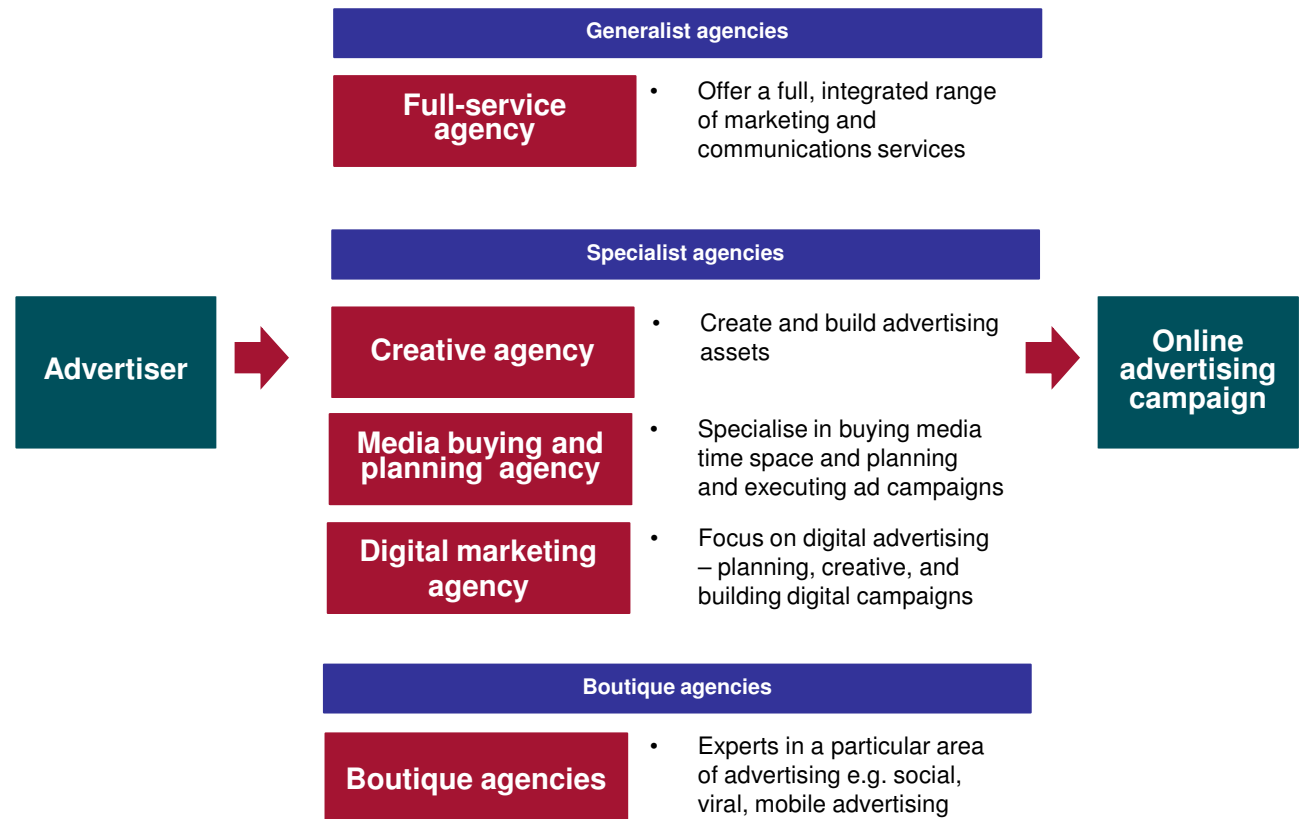 Generalist agencies
Full-service
agency
• Offer a full, integrated range
of marketing and
communications services
Specialist agencies
Advertiser
Creative agency
• Create and build advertising
assets
Media buying and
planning agency
• Specialise in buying media
time space and planning
and executing ad campaigns
Digital marketing
agency
• Focus on digital advertising
– planning, creative, and
building digital campaigns
Online
advertising
campaign
Boutique agencies
Boutique agencies
• Experts in a particular area
of advertising e.g. social,
viral, mobile advertising